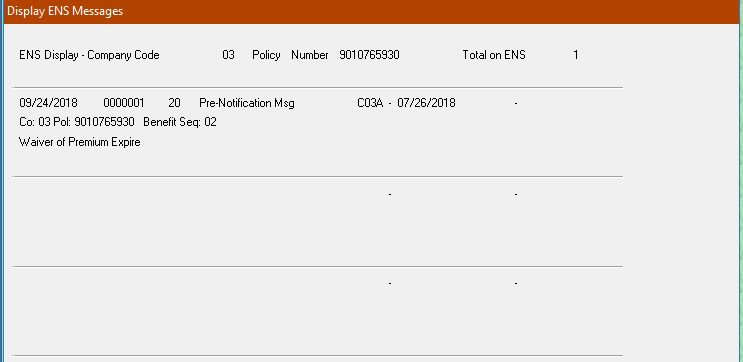 Display ENS Messages
ENS Display - Company Code 03 Policy Number 9010765930 Total on ENS 1
09/24/2018 0000001 20 Pre-Notification Msg C03A - 07/26/2018 -
Co: 03 Pol: 9010765930 Benefit Seq: 02
Waiver of Premium Expire
- -
- -